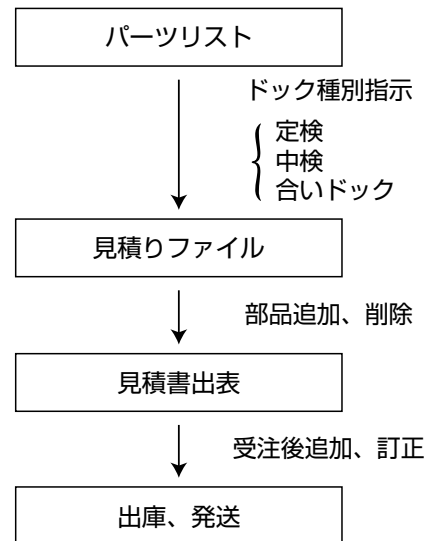 パーツリスト
ドック種別指示
定検
中検
合いドック
見積りファイル
部品追加、削除
見積書出表
受注後追加、訂正
出庫、発送